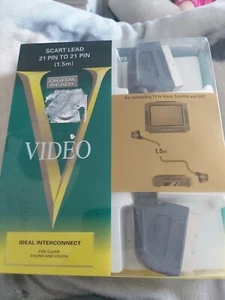 SCART LEAD
21 PIN TO 21 PIN
(1.5m)
DIGITAL
READY
For connecting TV to Video, Satellite and DVD
VIDEO
1.5m
IDEAL INTERCONNECT
FOR CLEAR
SOUND AND VISION